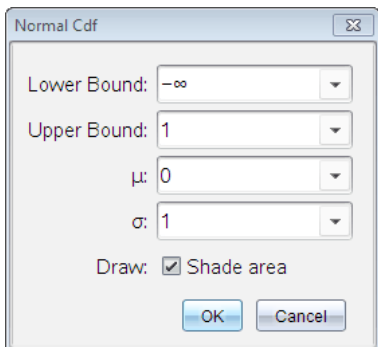 Normal Cdf
Lower Bound: -∞
Upper Bound: 1
μ: 0
σ: 1
Draw: Shade area
OK Cancel